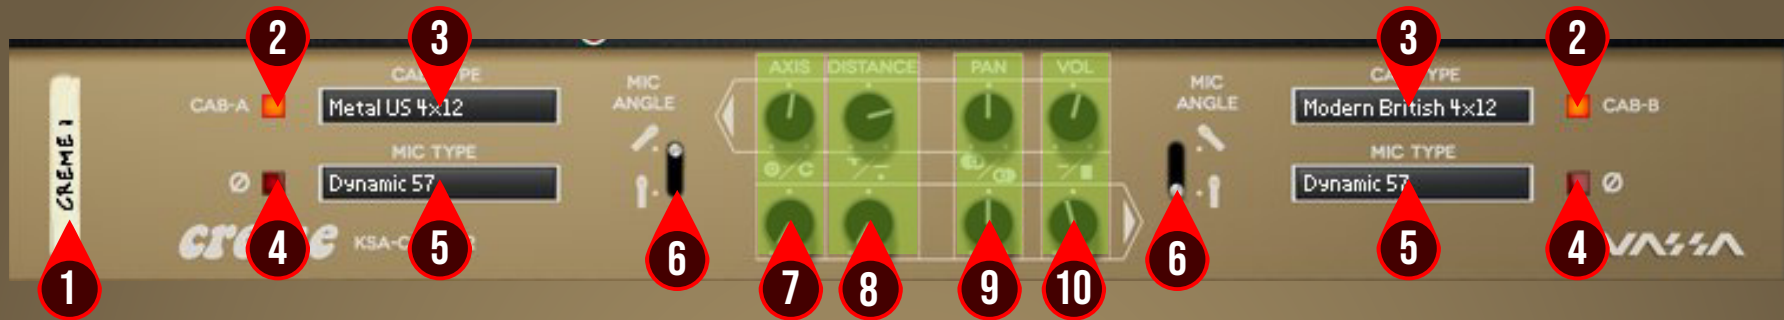 2
3
3
2
CAB-A
CAB TYPE
Metal US 4x12
MIC ANGLE
AXIS
DISTANCE
PAN
VOL
MIC ANGLE
Modern British 4x12
CAB-B
CREME 1
MIC TYPE
Dynamic 57
MIC TYPE
Dynamic 57
Ø
Ø
1
4
5
6
7
8
9
10
6
5
4